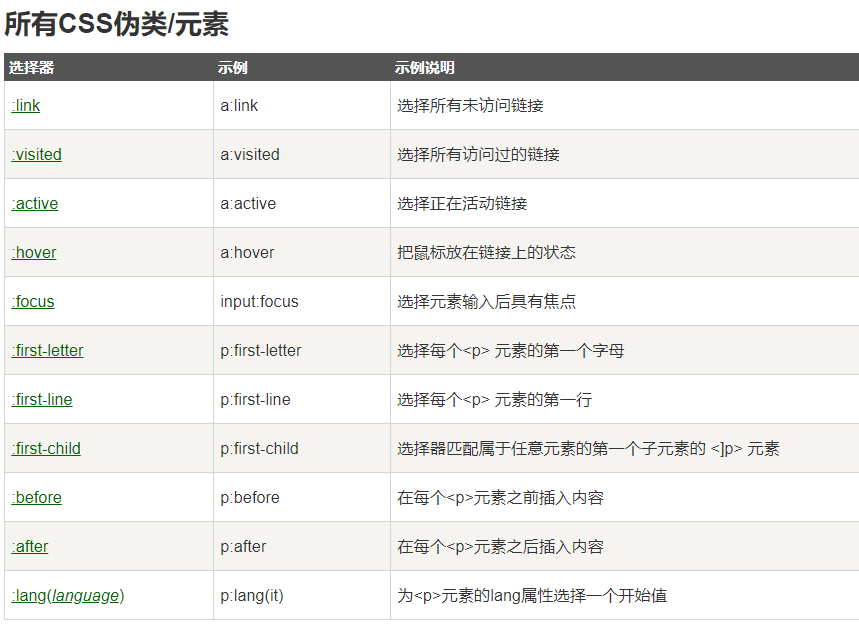 所有CSS伪类/元素
选择器 示例 示例说明
:link a:link 选择所有未访问链接
:visited a:visited 选择所有访问过的链接
:active a:active 选择正在活动链接
:hover a:hover 把鼠标放在链接上的状态
:focus input:focus 选择元素输入后具有焦点
:first-letter p:first-letter 选择每个<p> 元素的第一个字母
:first-line p:first-line 选择每个<p> 元素的第一行
:first-child p:first-child 选择器匹配属于任意元素的第一个子元素的 <]p> 元素
:before p:before 在每个<p>元素之前插入内容
:after p:after 在每个<p>元素之后插入内容
:lang(language) p:lang(it) 为<p>元素的lang属性选择一个开始值